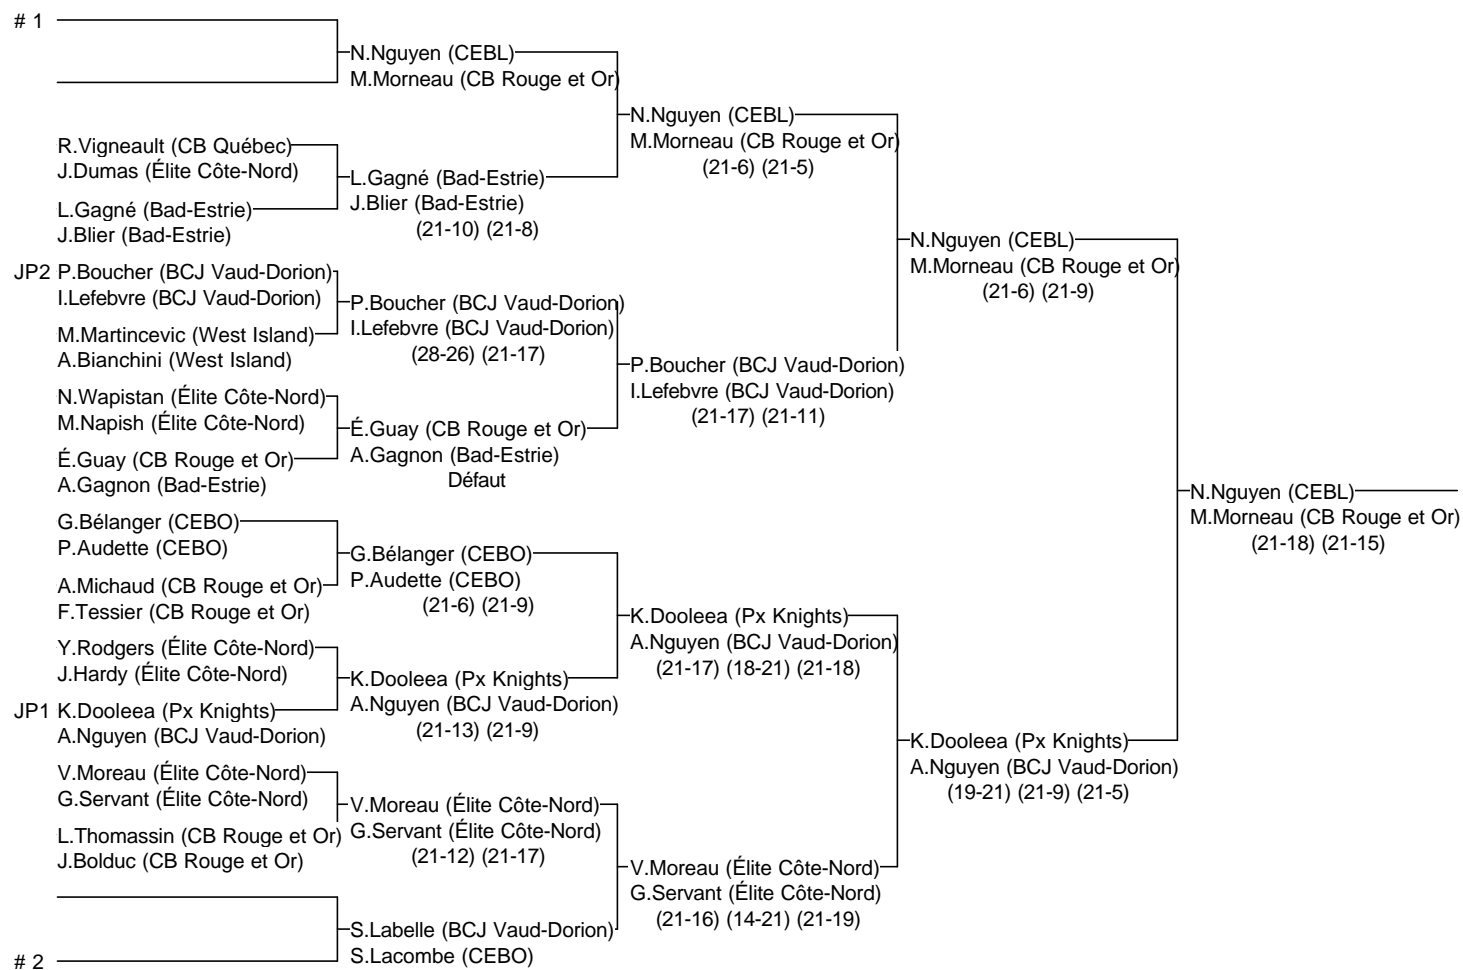 # 1
N.Nguyen (CEBL)
M.Morneau (CB Rouge et Or)
N.Nguyen (CEBL)
M.Morneau (CB Rouge et Or)
(21-6) (21-5)
R.Vigneault (CB Québec)
J.Dumas (Élite Côte-Nord)
L.Gagné (Bad-Estrie)
J.Blier (Bad-Estrie)
(21-10) (21-8)
L.Gagné (Bad-Estrie)
J.Blier (Bad-Estrie)
N.Nguyen (CEBL)
M.Morneau (CB Rouge et Or)
(21-6) (21-9)
JP2 P.Boucher (BCJ Vaud-Dorion)
I.Lefebvre (BCJ Vaud-Dorion)
P.Boucher (BCJ Vaud-Dorion)
I.Lefebvre (BCJ Vaud-Dorion)
(28-26) (21-17)
M.Martincevic (West Island)
A.Bianchini (West Island)
P.Boucher (BCJ Vaud-Dorion)
I.Lefebvre (BCJ Vaud-Dorion)
(21-17) (21-11)
N.Wapistan (Élite Côte-Nord)
M.Napish (Élite Côte-Nord)
É.Guay (CB Rouge et Or)
A.Gagnon (Bad-Estrie)
Défaut
É.Guay (CB Rouge et Or)
A.Gagnon (Bad-Estrie)
N.Nguyen (CEBL)
M.Morneau (CB Rouge et Or)
(21-18) (21-15)
G.Bélanger (CEBO)
P.Audette (CEBO)
G.Bélanger (CEBO)
P.Audette (CEBO)
(21-6) (21-9)
A.Michaud (CB Rouge et Or)
F.Tessier (CB Rouge et Or)
K.Dooleea (Px Knights)
A.Nguyen (BCJ Vaud-Dorion)
(21-17) (18-21) (21-18)
Y.Rodgers (Élite Côte-Nord)
J.Hardy (Élite Côte-Nord)
K.Dooleea (Px Knights)
A.Nguyen (BCJ Vaud-Dorion)
(21-13) (21-9)
JP1 K.Dooleea (Px Knights)
A.Nguyen (BCJ Vaud-Dorion)
K.Dooleea (Px Knights)
A.Nguyen (BCJ Vaud-Dorion)
(19-21) (21-9) (21-5)
V.Moreau (Élite Côte-Nord)
G.Servant (Élite Côte-Nord)
V.Moreau (Élite Côte-Nord)
G.Servant (Élite Côte-Nord)
(21-12) (21-17)
L.Thomassin (CB Rouge et Or)
J.Bolduc (CB Rouge et Or)
V.Moreau (Élite Côte-Nord)
G.Servant (Élite Côte-Nord)
(21-16) (14-21) (21-19)
S.Labelle (BCJ Vaud-Dorion)
S.Lacombe (CEBO)
# 2